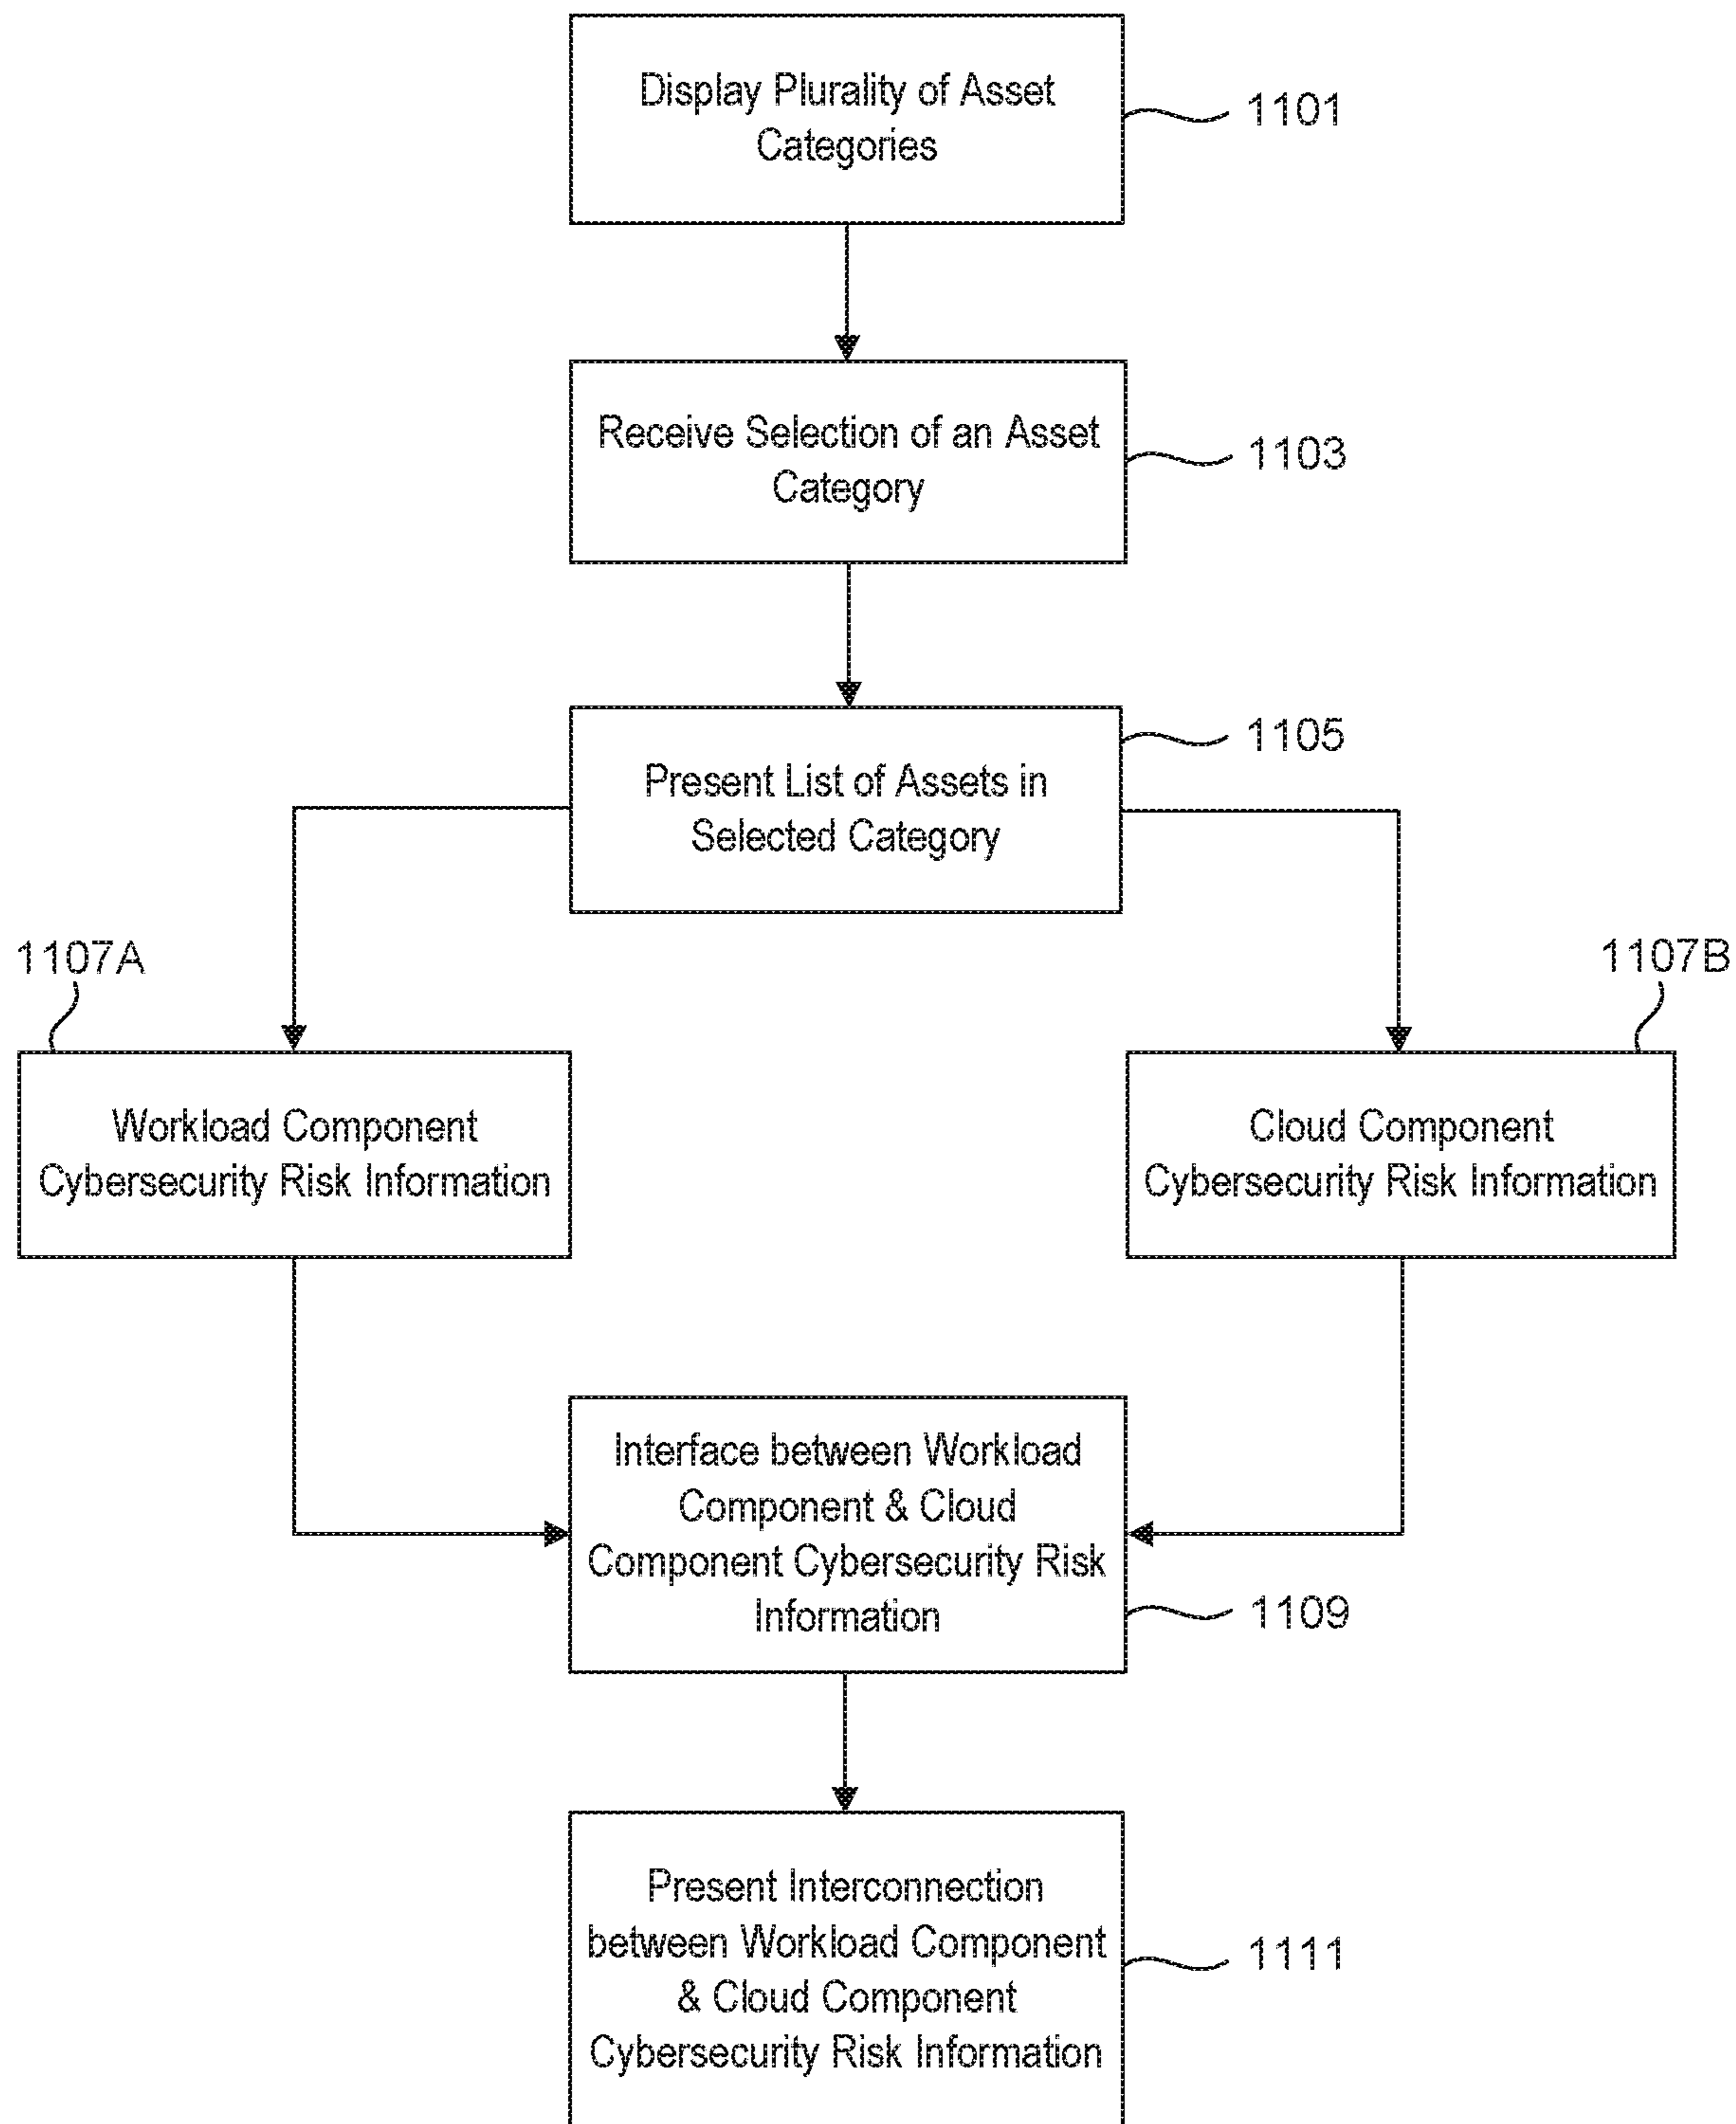 Display Plurality of Asset
Categories
1101
Receive Selection of an Asset
Category
1103
1105
Present List of Assets in
Selected Category
1107A
1107B
Workload Component
Cybersecurity Risk Information
Cloud Component
Cybersecurity Risk Information
Interface between Workload
Component & Cloud
Component Cybersecurity Risk
Information
1109
Present Interconnection
between Workload Component
& Cloud Component
Cybersecurity Risk Information
1111